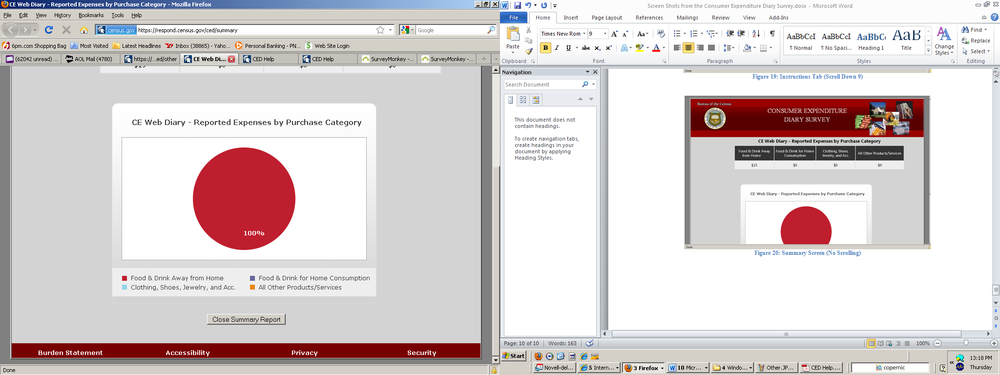 CE Web Diary - Reported Expenses by Purchase Category - Mozilla Firefox
File Edit View History Bookmarks Tools Help
census.gov https://respond.census.gov/ced/summary
Google
6pm.com Shopping Bag Most Visited Latest Headlines Inbox (38865) - Yaho... Personal Banking - PN... Web Site Login
(62042 unread) ... AOL Mail (4780) https://...ed/other CE Web Di... CED Help CED Help SurveyMonkey -... SurveyMonkey -...
$15 $0 $0 $0
CE Web Diary - Reported Expenses by Purchase Category
100%
Food & Drink Away from Home Food & Drink for Home Consumption
Clothing, Shoes, Jewelry, and Acc. All Other Products/Services
Close Summary Report
Burden Statement Accessibility Privacy Security
Done
Screen Shots from the Consumer Expenditure Diary Survey.docx - Microsoft Word
File Home Insert Page Layout References Mailings Review View Add-Ins
Paste
Times New Rom 9
AaBbCcI AaBbCcI AaBbCc AaB
¶ Normal ¶ No Spaci... Heading 1 Title
Change Styles
Find
Replace
Select
Clipboard Font Paragraph Styles Editing
Navigation
Search Document
This document does not
contain headings.
To create navigation tabs,
create headings in your
document by applying
Heading Styles.
Done
Figure 19: Instructions Tab (Scroll Down 9)
Bureau of the Census
CONSUMER EXPENDITURE
DIARY SURVEY
CE Web Diary - Reported Expenses by Purchase Category
Food & Drink Away from Home Food & Drink for Home Consumption Clothing, Shoes, Jewelry, and Acc. All Other Products/Services
$15 $0 $0 $0
CE Web Diary - Reported Expenses by Purchase Category
Done
Figure 20: Summary Screen (No Scrolling)
Page: 10 of 10 Words: 163
100%
Start
Novell-del... 5 Intern... 3 Firefox 10 Micr... 4 Windo... Other.JP... CED Help....
copernic
13:18 PM
Thursday